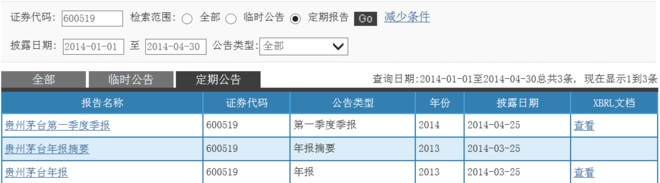 证券代码: 600519 检索范围: 全部 临时公告 定期报告 Go 减少条件
披露日期: 2014-01-01 至 2014-04-30 公告类型: 全部
全部 临时公告 定期公告 查询日期:2014-01-01至2014-04-30总共3条,现在显示1到3条
报告名称 证券代码 公告类型 年份 披露日期 XBRL文档
贵州茅台第一季度季报 600519 第一季度季报 2014 2014-04-25 查看
贵州茅台年报摘要 600519 年报摘要 2013 2014-03-25
贵州茅台年报 600519 年报 2013 2014-03-25 查看